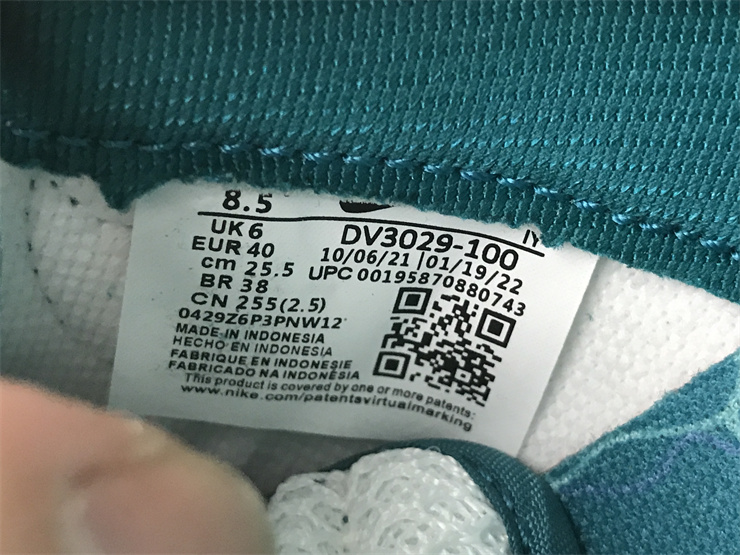 8.5
IY
UK 6
EUR 40
cm 25.5
BR 38
CN 255(2.5)
DV3029-100
10/06/21 | 01/19/22
UPC 00195870880743
0429Z6P3PNW12
MADE IN INDONESIA
HECHO EN INDONESIA
FABRIQUE EN INDONESIE
FABRICADO NA INDONÉSIA
This product is covered by one or more patents:
www.nike.com/patentsvirtualmarking